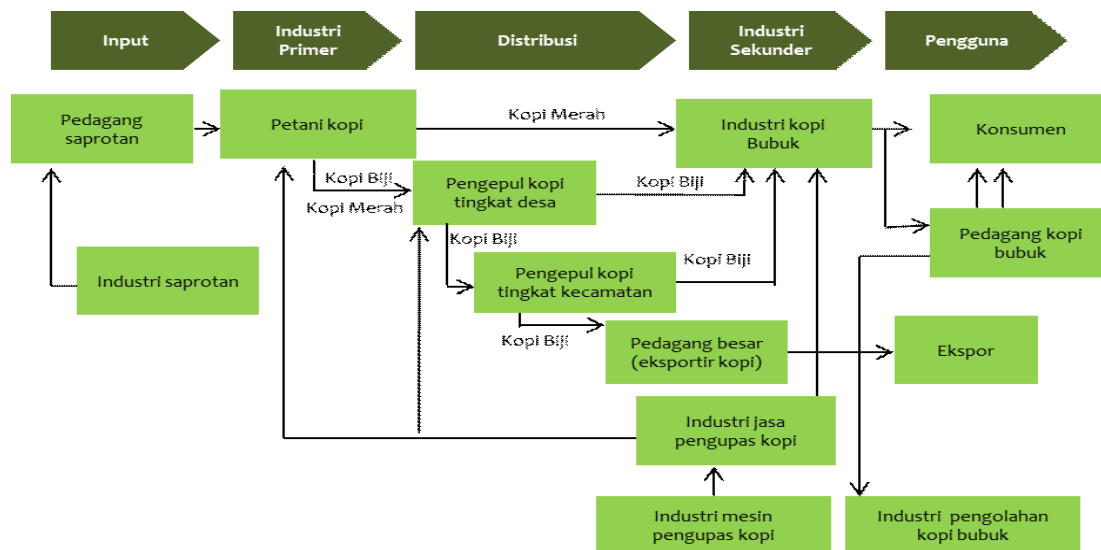 Input
Industri
Primer
Distribusi
Industri
Sekunder
Pengguna
Pedagang
saprotan
Petani kopi
Kopi Merah
Industri kopi
Bubuk
Konsumen
Kopi Biji
Kopi Merah
Pengepul kopi
tingkat desa
Kopi Biji
Pedagang kopi
bubuk
Industri saprotan
Kopi Biji
Pengepul kopi
tingkat kecamatan
Kopi Biji
Kopi Biji
Pedagang besar
(eksportir kopi)
Ekspor
Industri jasa
pengupas kopi
Industri mesin
pengupas kopi
Industri pengolahan
kopi bubuk